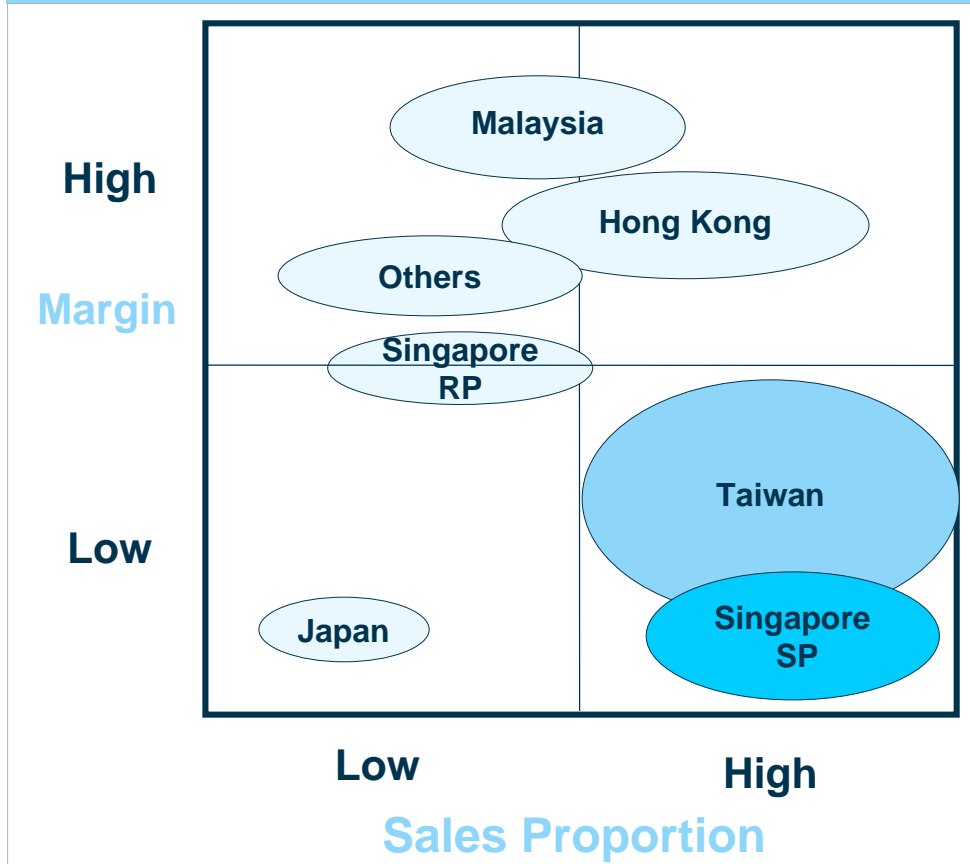 Malaysia
High
Hong Kong
Others
Margin
Singapore
RP
Taiwan
Low
Singapore
SP
Japan
Low
High
Sales Proportion